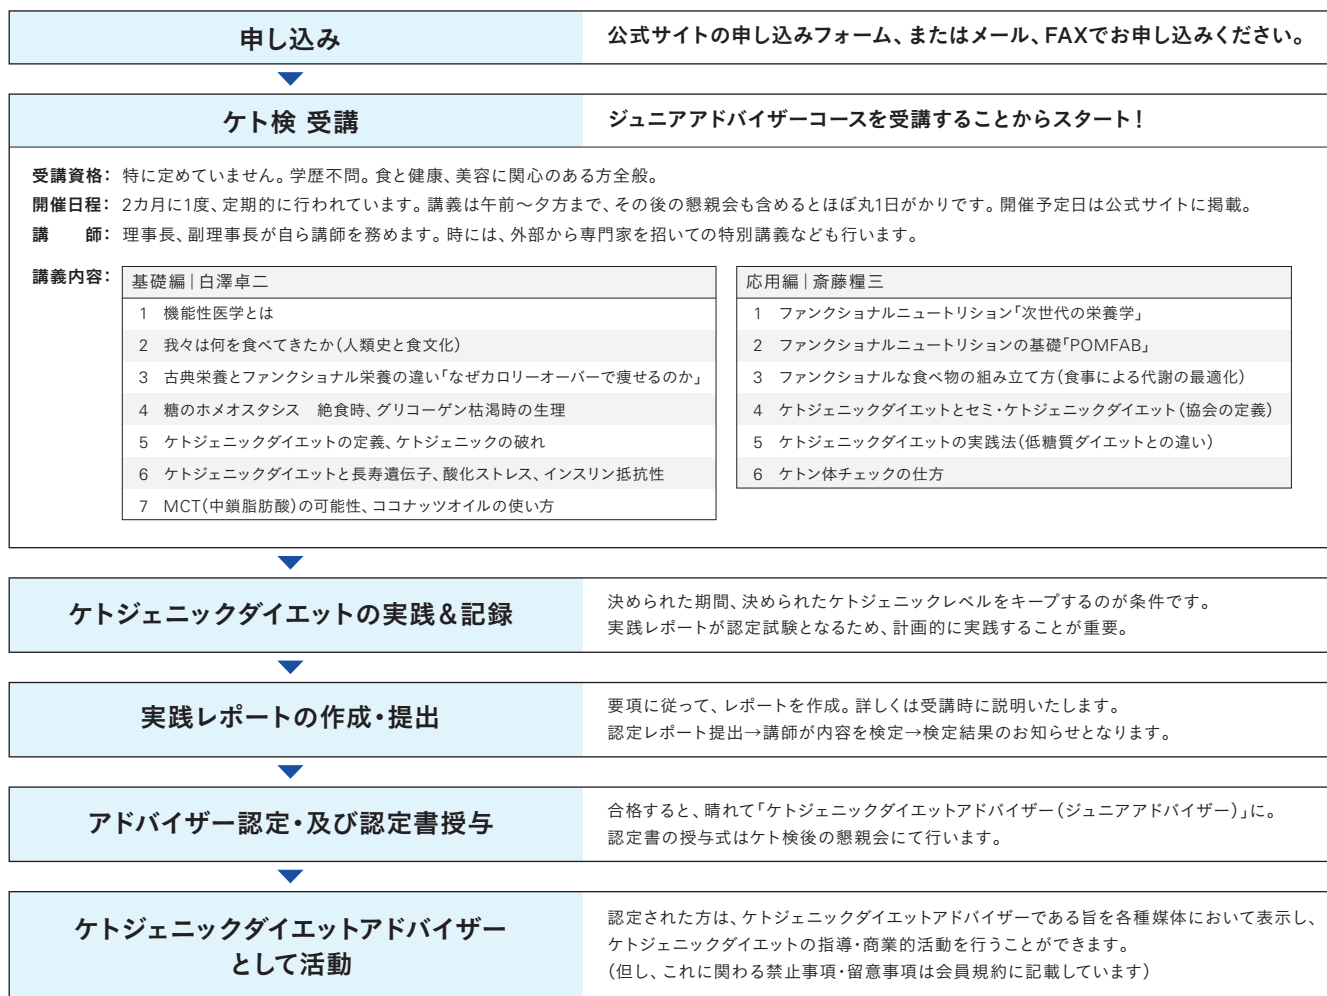 申し込み
公式サイトの申し込みフォーム、またはメール、FAXでお申し込みください。
ケト検 受講
ジュニアアドバイザーコースを受講することからスタート！
受講資格： 特に定めていません。学歴不問。食と健康、美容に関心のある方全般。
開催日程： 2カ月に1度、定期的に行われています。講義は午前～夕方まで、その後の懇親会も含めるとほぼ丸1日がかりです。開催予定日は公式サイトに掲載。
講　　師： 理事長、副理事長が自ら講師を務めます。時には、外部から専門家を招いての特別講義なども行います。
講義内容：
基礎編｜白澤卓二
1 機能性医学とは
2 我々は何を食べてきたか（人類史と食文化）
3 古典栄養とファンクショナル栄養の違い「なぜカロリーオーバーで痩せるのか」
4 糖のホメオスタシス　絶食時、グリコーゲン枯渇時の生理
5 ケトジェニックダイエットの定義、ケトジェニックの破れ
6 ケトジェニックダイエットと長寿遺伝子、酸化ストレス、インスリン抵抗性
7 MCT（中鎖脂肪酸）の可能性、ココナッツオイルの使い方
応用編｜斎藤糧三
1 ファンクショナルニュートリション「次世代の栄養学」
2 ファンクショナルニュートリションの基礎「POMFAB」
3 ファンクショナルな食べ物の組み立て方（食事による代謝の最適化）
4 ケトジェニックダイエットとセミ・ケトジェニックダイエット（協会の定義）
5 ケトジェニックダイエットの実践法（低糖質ダイエットとの違い）
6 ケトン体チェックの仕方
ケトジェニックダイエットの実践＆記録
決められた期間、決められたケトジェニックレベルをキープするのが条件です。
実践レポートが認定試験となるため、計画的に実践することが重要。
実践レポートの作成・提出
要項に従って、レポートを作成。詳しくは受講時に説明いたします。
認定レポート提出→講師が内容を検定→検定結果のお知らせとなります。
アドバイザー認定・及び認定書授与
合格すると、晴れて「ケトジェニックダイエットアドバイザー（ジュニアアドバイザー）」に。
認定書の授与式はケト検後の懇親会にて行います。
ケトジェニックダイエットアドバイザー
として活動
認定された方は、ケトジェニックダイエットアドバイザーである旨を各種媒体において表示し、
ケトジェニックダイエットの指導・商業的活動を行うことができます。
（但し、これに関わる禁止事項・留意事項は会員規約に記載しています）